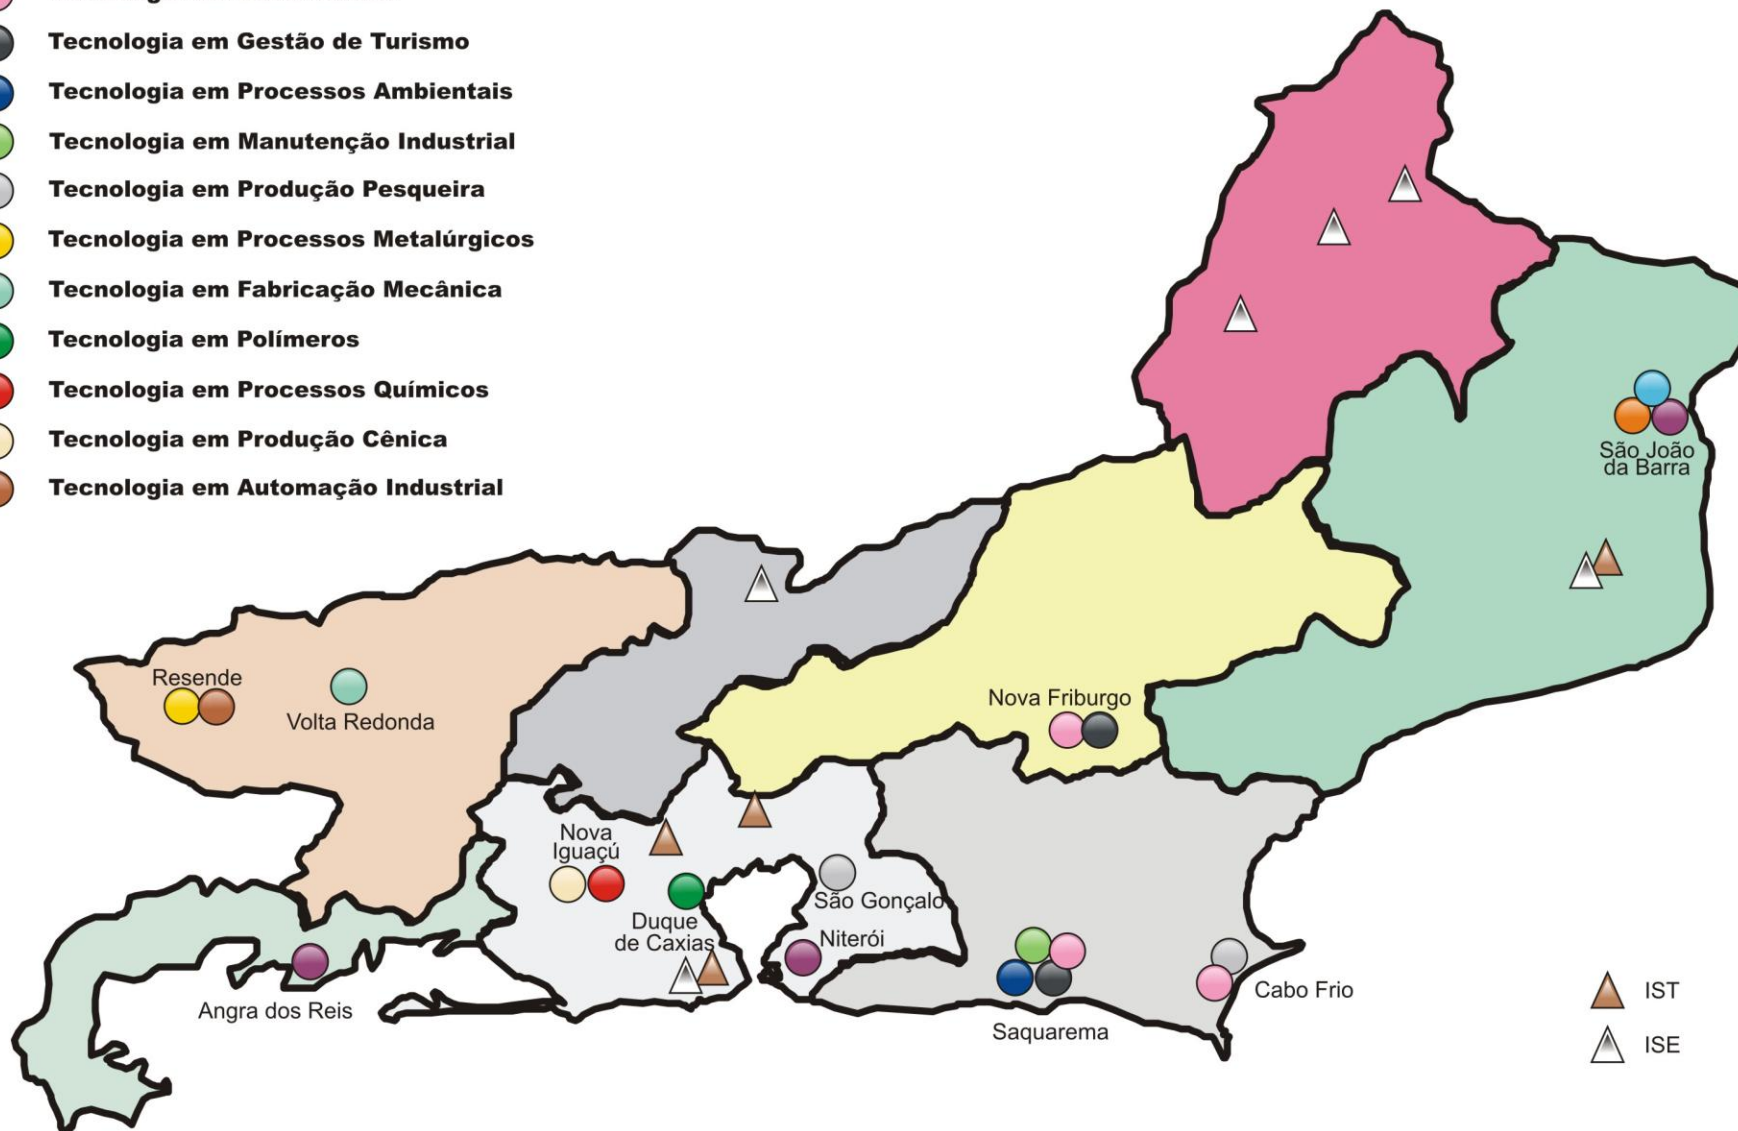 Tecnologia em Gestão de Turismo
Tecnologia em Processos Ambientais
Tecnologia em Manutenção Industrial
Tecnologia em Produção Pesqueira
Tecnologia em Processos Metalúrgicos
Tecnologia em Fabricação Mecânica
Tecnologia em Polímeros
Tecnologia em Processos Químicos
Tecnologia em Produção Cênica
Tecnologia em Automação Industrial
São João
da Barra
Resende
Volta Redonda
Nova Friburgo
Nova
Iguaçú
Duque
de Caxias
São Gonçalo
Niterói
Angra dos Reis
Saquarema
Cabo Frio
IST
ISE